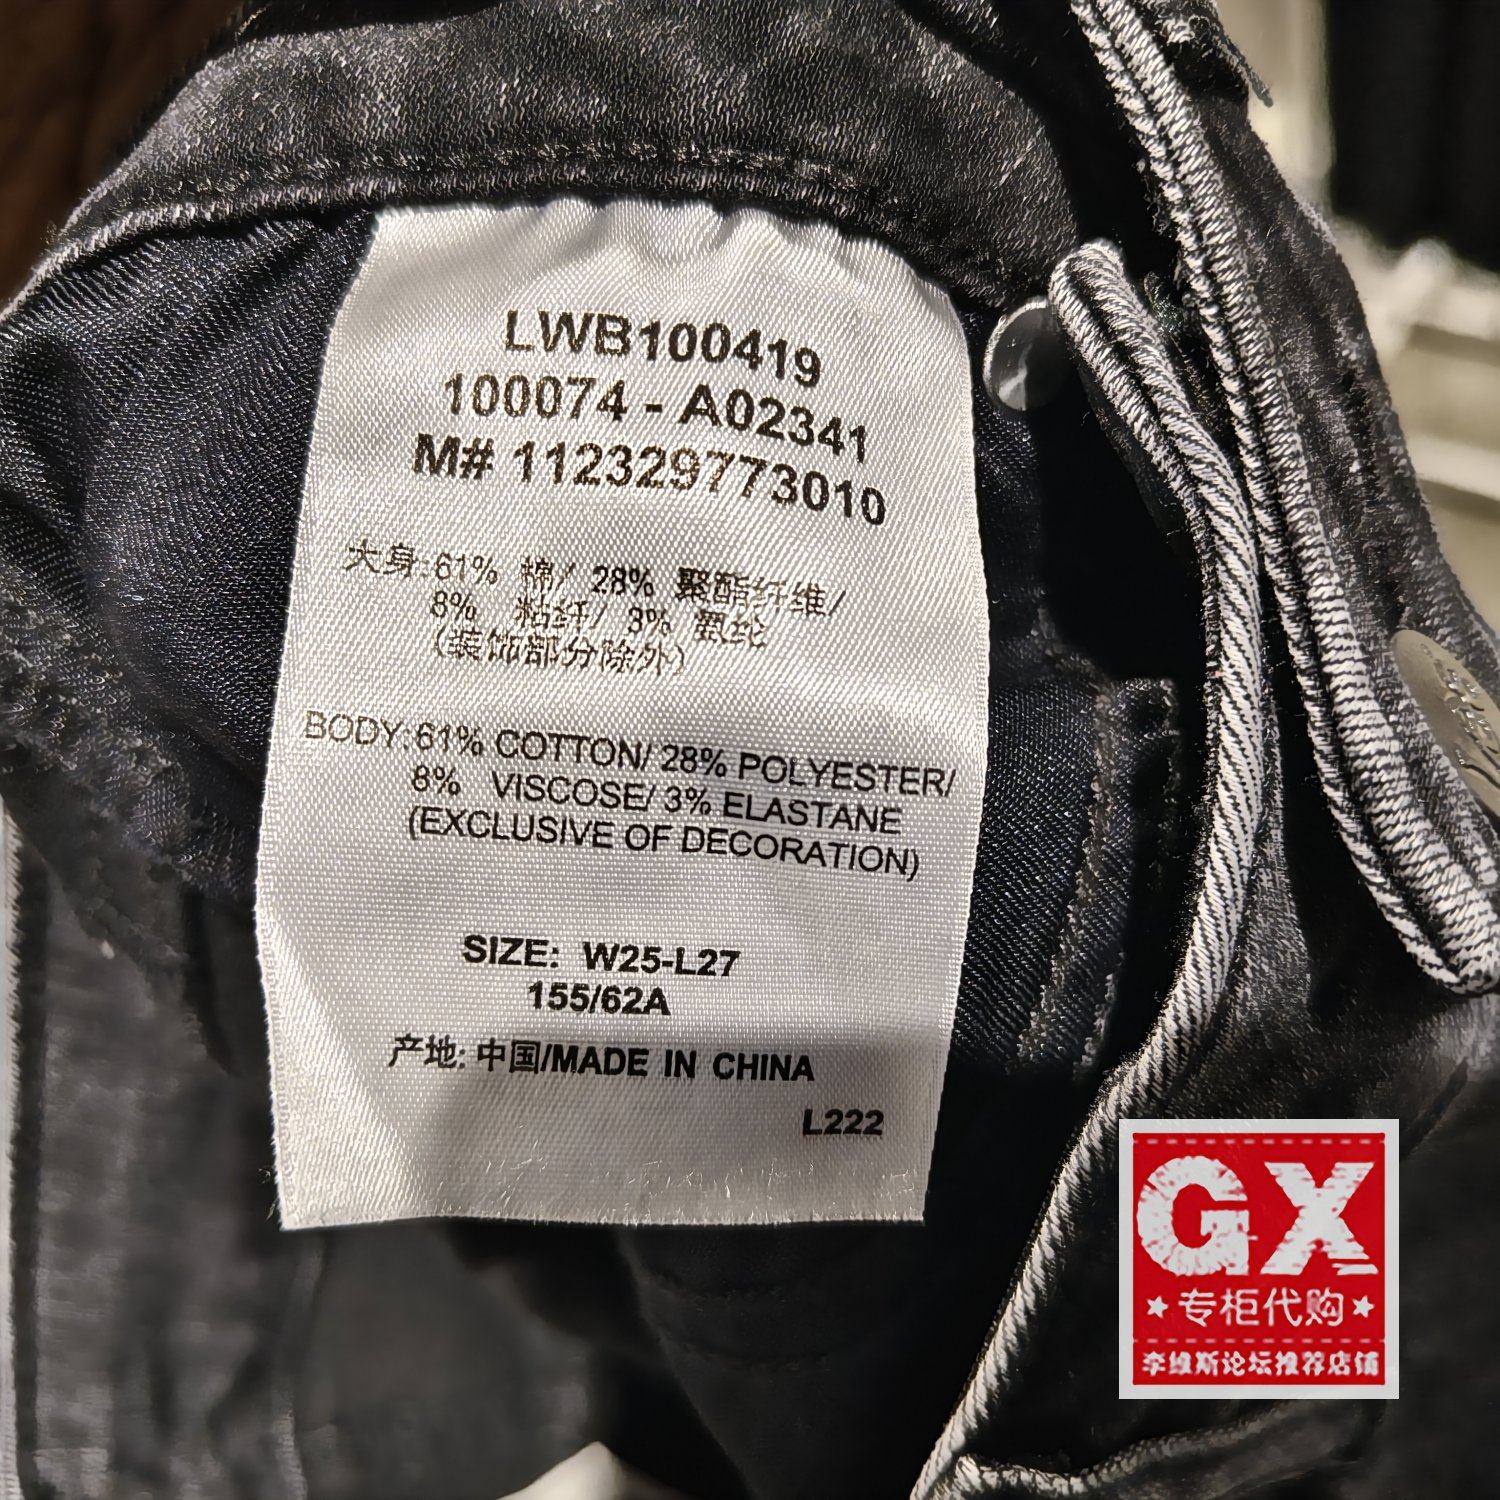 LWB100419
100074 - A02341
M# 112329773010
大身:61% 棉/ 28% 聚酯纤维/
8% 粘纤/ 3% 氨纶
(装饰部分除外)
BODY:61% COTTON/ 28% POLYESTER/
8% VISCOSE/ 3% ELASTANE
(EXCLUSIVE OF DECORATION)
SIZE: W25-L27
155/62A
产地: 中国/MADE IN CHINA
L222
GX
★专柜代购★
李维斯论坛推荐店铺